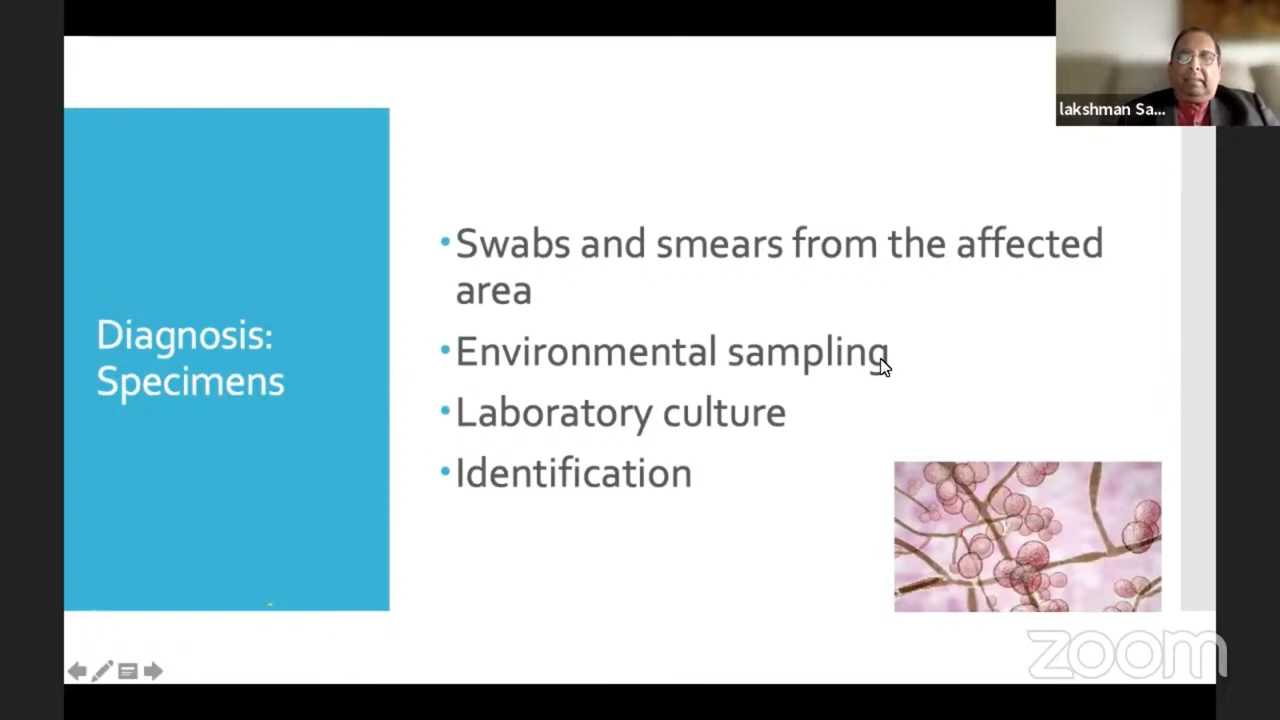 lakshman Sa...
Diagnosis:
Specimens
•Swabs and smears from the affected
area
•Environmental sampling
•Laboratory culture
•Identification
zoom